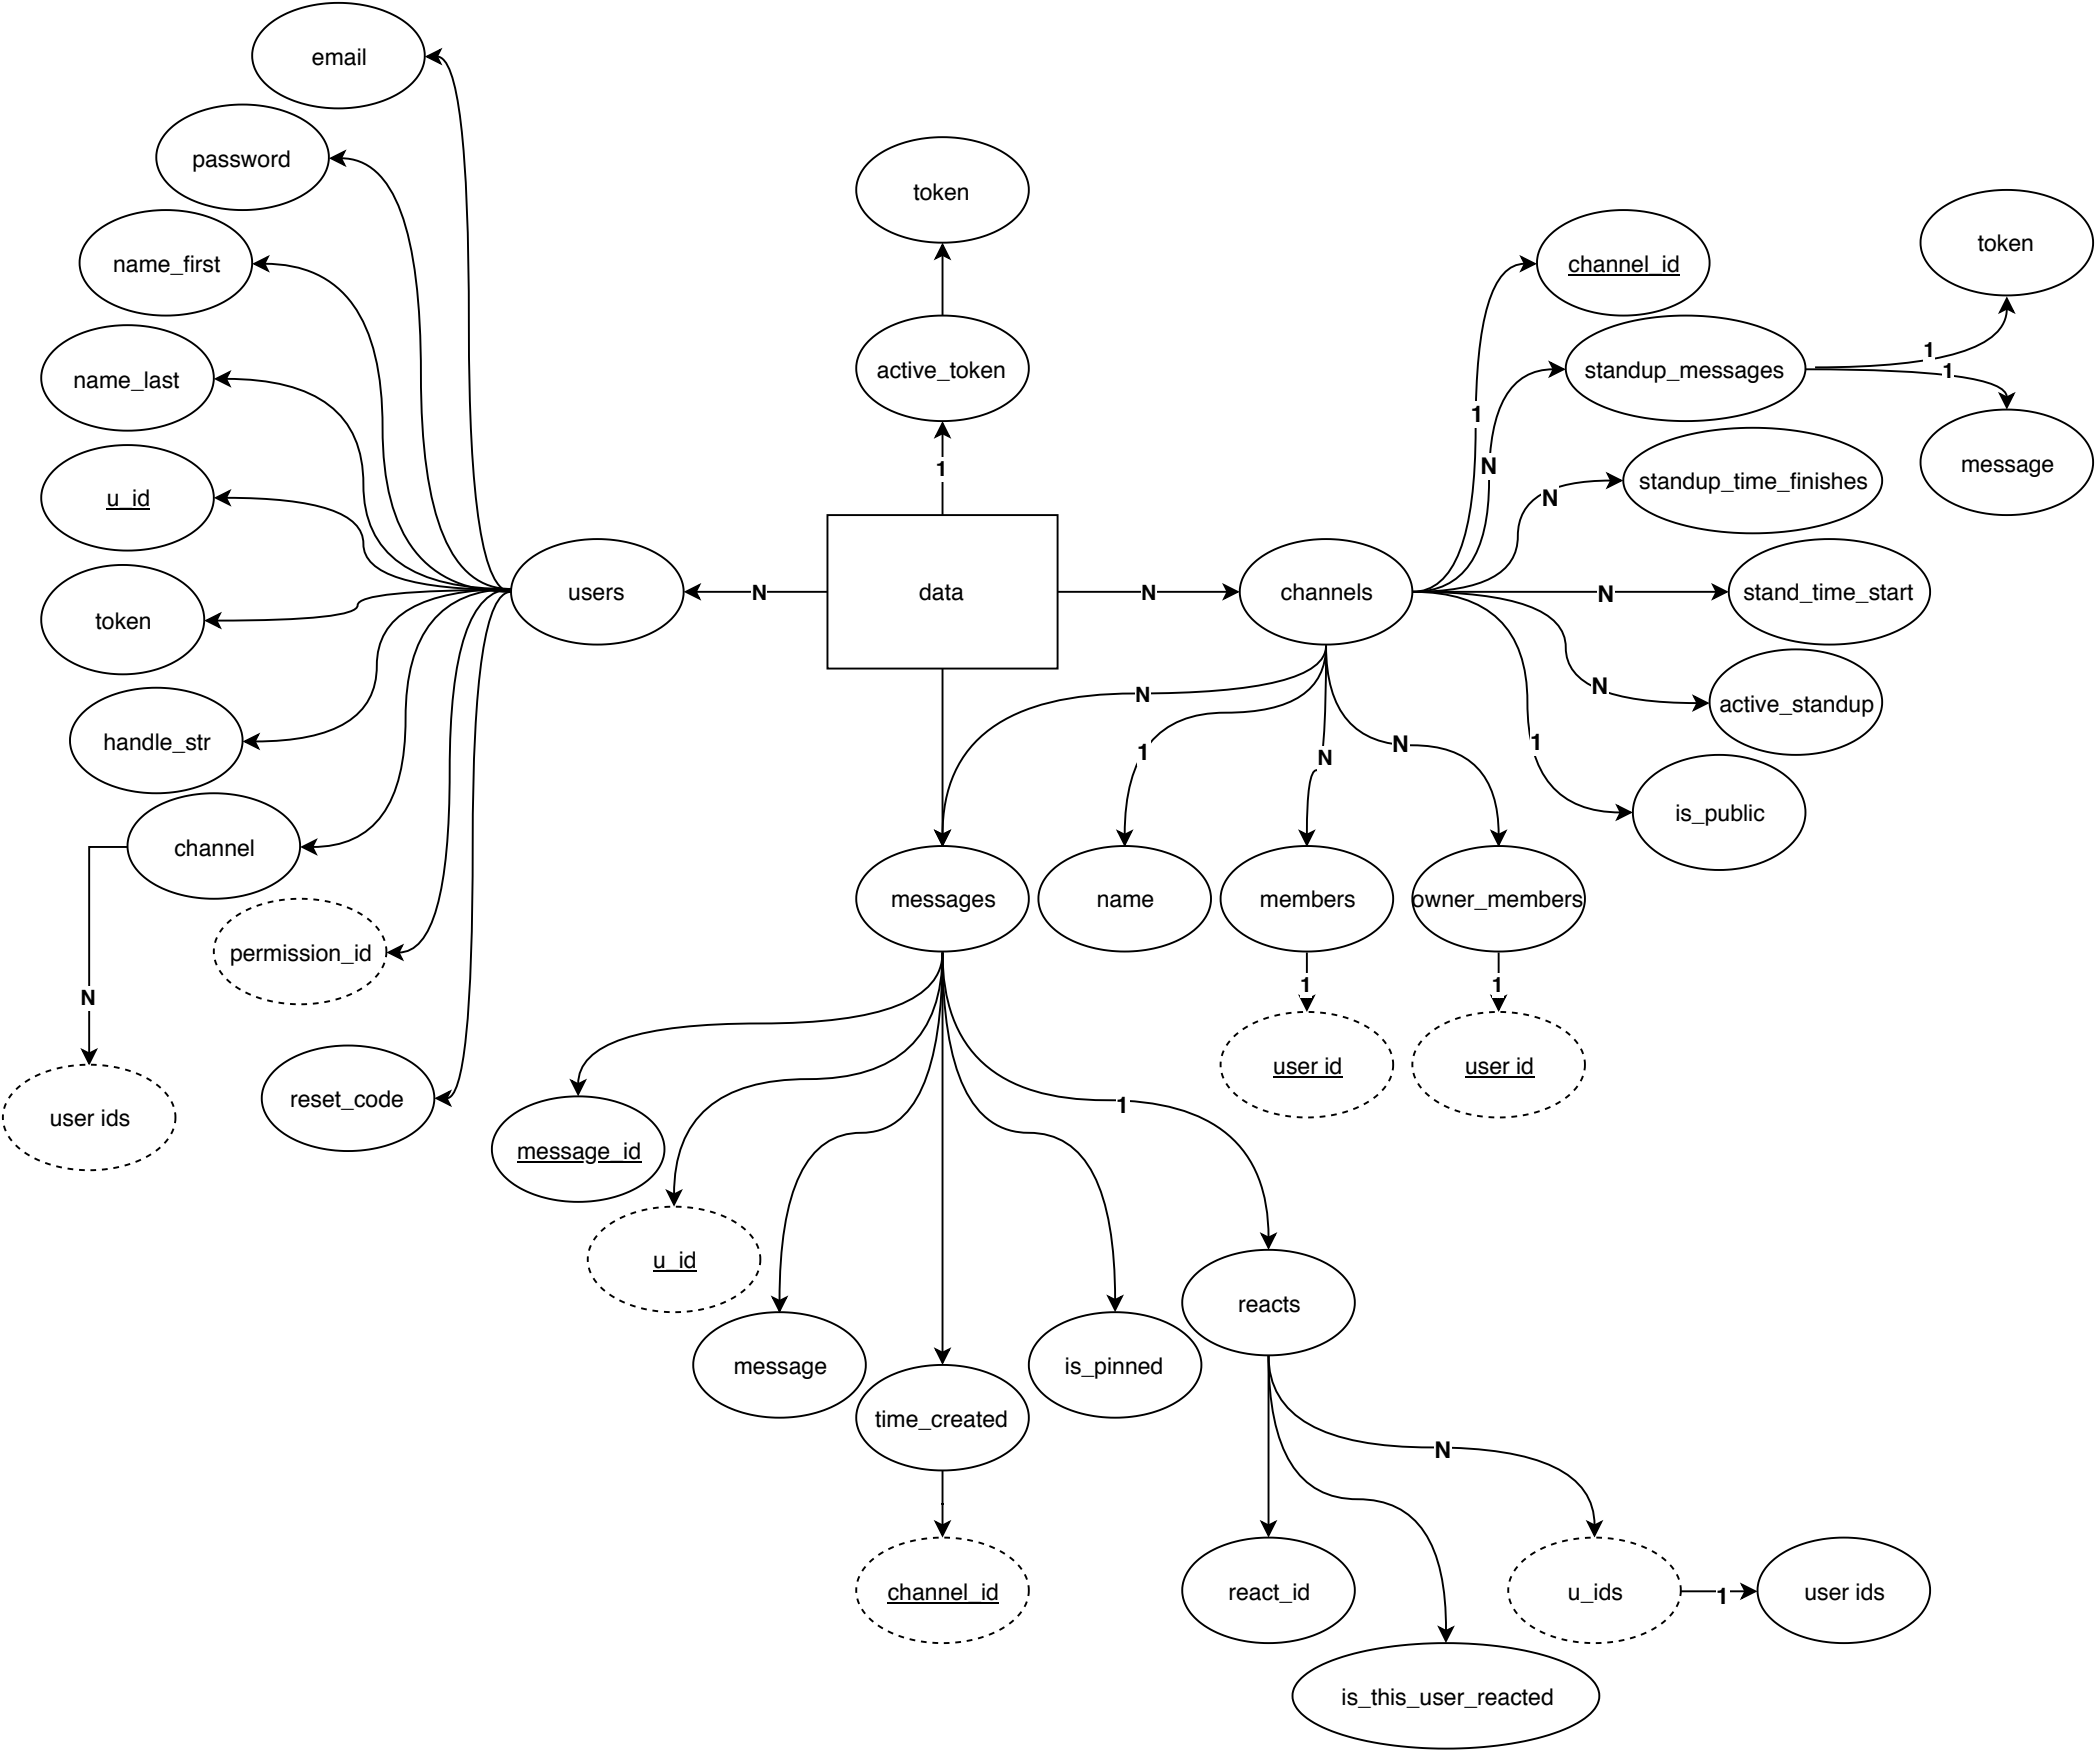 email
password
name_first
name_last
u_id
token
handle_str
channel
N
user ids
permission_id
reset_code
users
N
token
active_token
1
data
N
channels
1
channel_id
N
standup_messages
1
token
1
message
N
standup_time_finishes
N
stand_time_start
N
active_standup
1
is_public
N
messages
1
name
N
members
1
user id
N
owner_members
1
user id
message_id
u_id
message
time_created
channel_id
is_pinned
1
reacts
react_id
is_this_user_reacted
N
u_ids
1
user ids